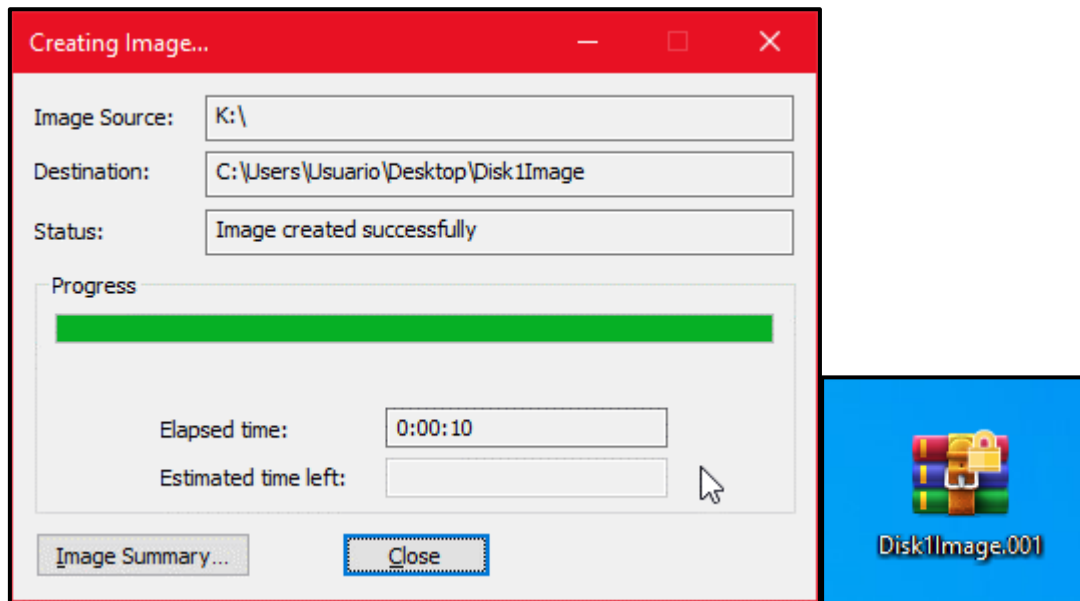 Creating Image...
Image Source: K:\
Destination: C:\Users\Usuario\Desktop\Disk1Image
Status: Image created successfully
Progress
Elapsed time: 0:00:10
Estimated time left:
Image Summary... Close
Disk1Image.001